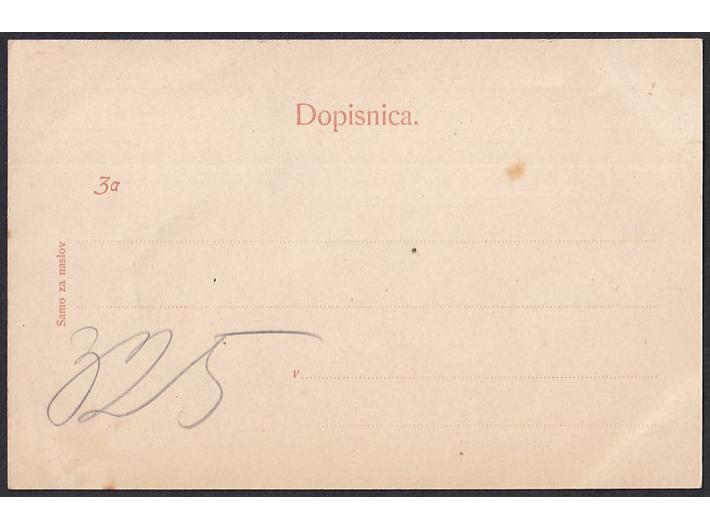 Dopisnica.
Za
Samo za naslov
325
v